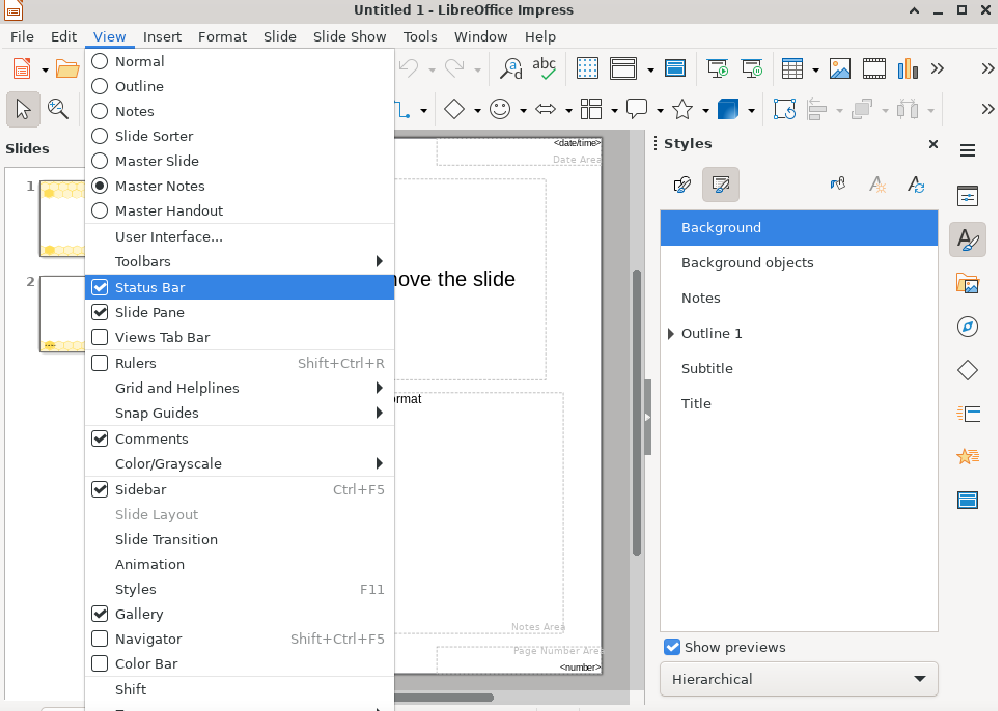 Untitled 1 - LibreOffice Impress
File Edit View Insert Format Slide Slide Show Tools Window Help
abc
Slides
1
2
Normal
Outline
Notes
Slide Sorter
Master Slide
Master Notes
Master Handout
User Interface...
Toolbars
Status Bar
Slide Pane
Views Tab Bar
Rulers Shift+Ctrl+R
Grid and Helplines
Snap Guides
Comments
Color/Grayscale
Sidebar Ctrl+F5
Slide Layout
Slide Transition
Animation
Styles F11
Gallery
Navigator Shift+Ctrl+F5
Color Bar
Shift
<date/time>
Date Area
the slide
Notes Area
Page Number Area
<number>
Styles
Background
Background objects
Notes
Outline 1
Subtitle
Title
Show previews
Hierarchical